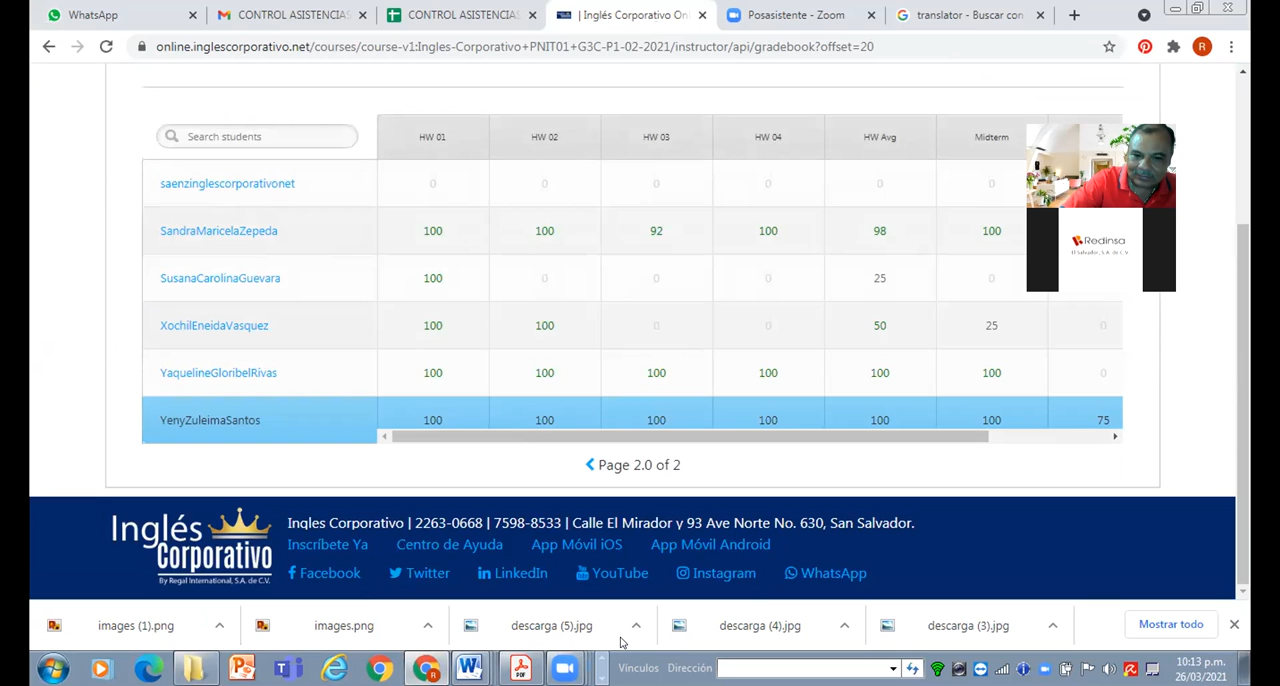 WhatsApp
CONTROL ASISTENCIAS
CONTROL ASISTENCIAS
| Inglés Corporativo Onl
Posasistente - Zoom
translator - Buscar con
online.inglescorporativo.net/courses/course-v1:Ingles-Corporativo+PNIT01+G3C-P1-02-2021/instructor/api/gradebook?offset=20
R
Search students
HW 01 HW 02 HW 03 HW 04 HW Avg Midterm
saenzinglescorporativonet 0 0 0 0 0 0
SandraMaricelaZepeda 100 100 92 100 98 100
SusanaCarolinaGuevara 100 0 0 0 25 0
XochilEneidaVasquez 100 100 0 0 50 25 0
YaquelineGloribelRivas 100 100 100 100 100 100 0
YenyZuleimaSantos 100 100 100 100 100 100 75
Redinsa
El Salvador, S.A. de C.V.
Page 2.0 of 2
Inglés
Corporativo
by Regal International, S.A. de C.V.
Ingles Corporativo | 2263-0668 | 7598-8533 | Calle El Mirador y 93 Ave Norte No. 630, San Salvador.
Inscríbete Ya Centro de Ayuda App Móvil iOS App Móvil Android
Facebook Twitter LinkedIn YouTube Instagram WhatsApp
images (1).png
images.png
descarga (5).jpg
descarga (4).jpg
descarga (3).jpg
Mostrar todo
Vínculos Dirección
10:13 p.m.
26/03/2021